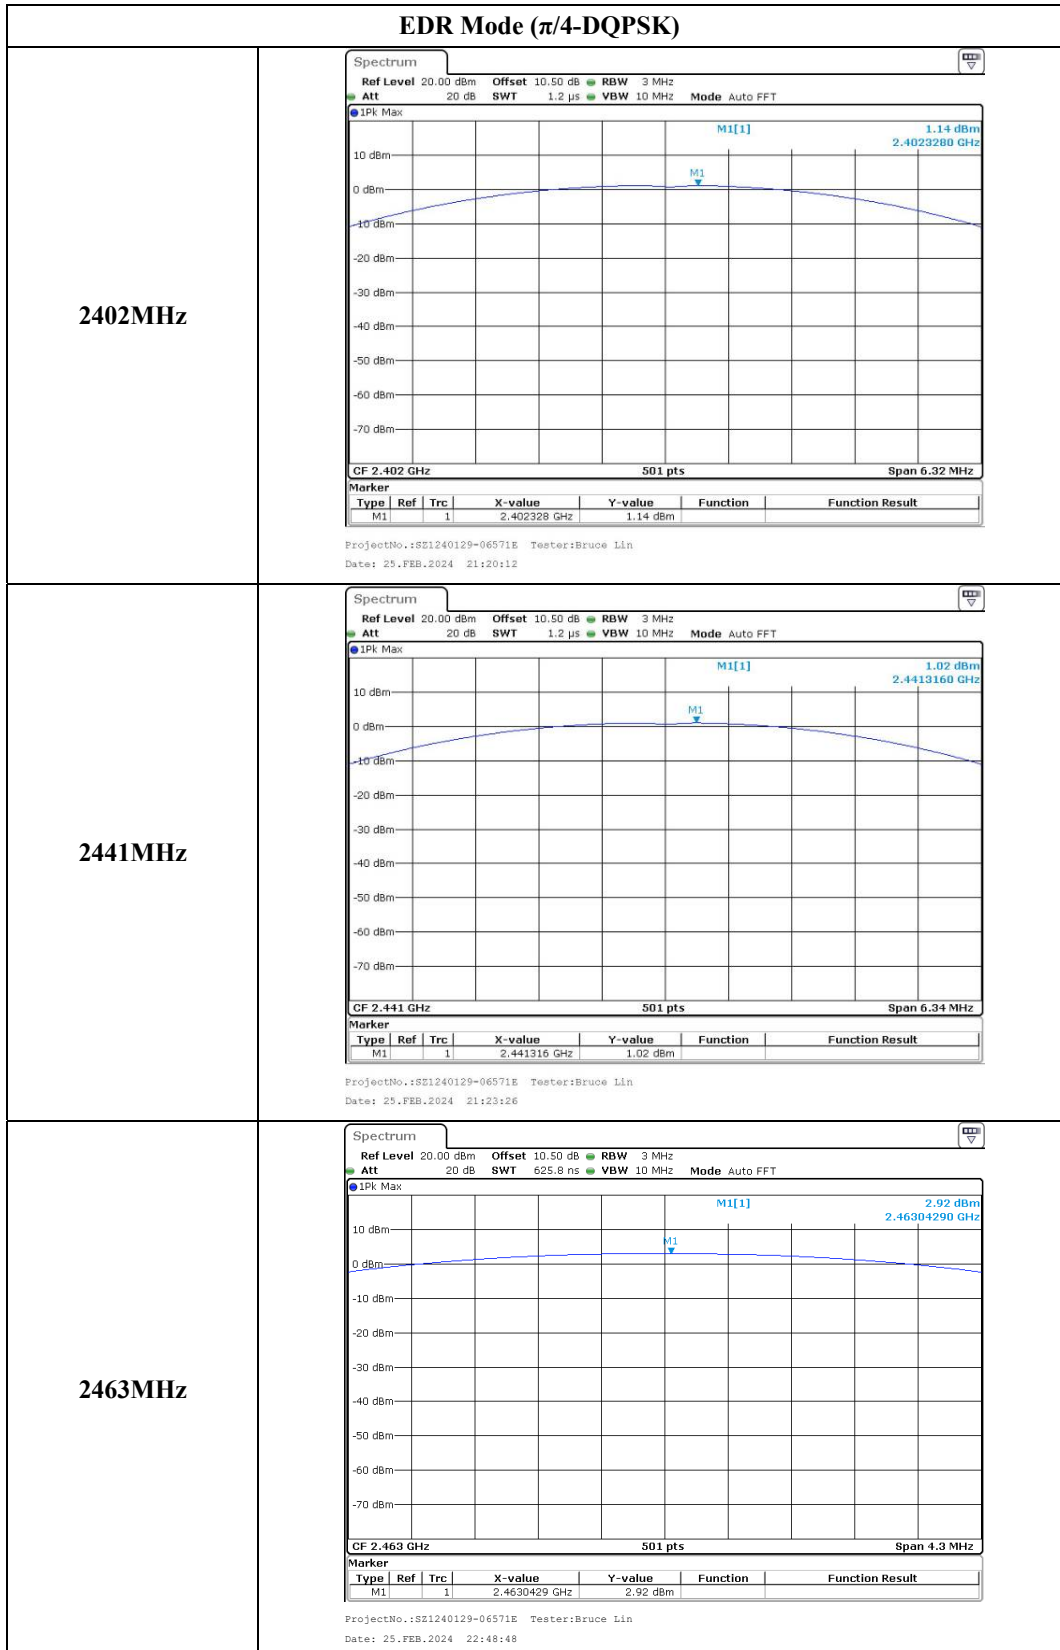 EDR Mode (π/4-DQPSK)
2402MHz
Spectrum
Ref Level 20.00 dBm Offset 10.50 dB RBW 3 MHz
Att 20 dB SWT 1.2 µs VBW 10 MHz Mode Auto FFT
1Pk Max
M1[1] 1.14 dBm
2.4023280 GHz
10 dBm
M1
0 dBm
-10 dBm
-20 dBm
-30 dBm
-40 dBm
-50 dBm
-60 dBm
-70 dBm
CF 2.402 GHz 501 pts Span 6.32 MHz
Marker
Type Ref Trc X-value Y-value Function Function Result
M1 1 2.402328 GHz 1.14 dBm
ProjectNo.:SZ1240129-06571E Tester:Bruce Lin
Date: 25.FEB.2024 21:20:12
2441MHz
Spectrum
Ref Level 20.00 dBm Offset 10.50 dB RBW 3 MHz
Att 20 dB SWT 1.2 µs VBW 10 MHz Mode Auto FFT
1Pk Max
M1[1] 1.02 dBm
2.4413160 GHz
10 dBm
M1
0 dBm
-10 dBm
-20 dBm
-30 dBm
-40 dBm
-50 dBm
-60 dBm
-70 dBm
CF 2.441 GHz 501 pts Span 6.34 MHz
Marker
Type Ref Trc X-value Y-value Function Function Result
M1 1 2.441316 GHz 1.02 dBm
ProjectNo.:SZ1240129-06571E Tester:Bruce Lin
Date: 25.FEB.2024 21:23:26
2463MHz
Spectrum
Ref Level 20.00 dBm Offset 10.50 dB RBW 3 MHz
Att 20 dB SWT 625.8 ns VBW 10 MHz Mode Auto FFT
1Pk Max
M1[1] 2.92 dBm
2.46304290 GHz
10 dBm
M1
0 dBm
-10 dBm
-20 dBm
-30 dBm
-40 dBm
-50 dBm
-60 dBm
-70 dBm
CF 2.463 GHz 501 pts Span 4.3 MHz
Marker
Type Ref Trc X-value Y-value Function Function Result
M1 1 2.4630429 GHz 2.92 dBm
ProjectNo.:SZ1240129-06571E Tester:Bruce Lin
Date: 25.FEB.2024 22:48:48